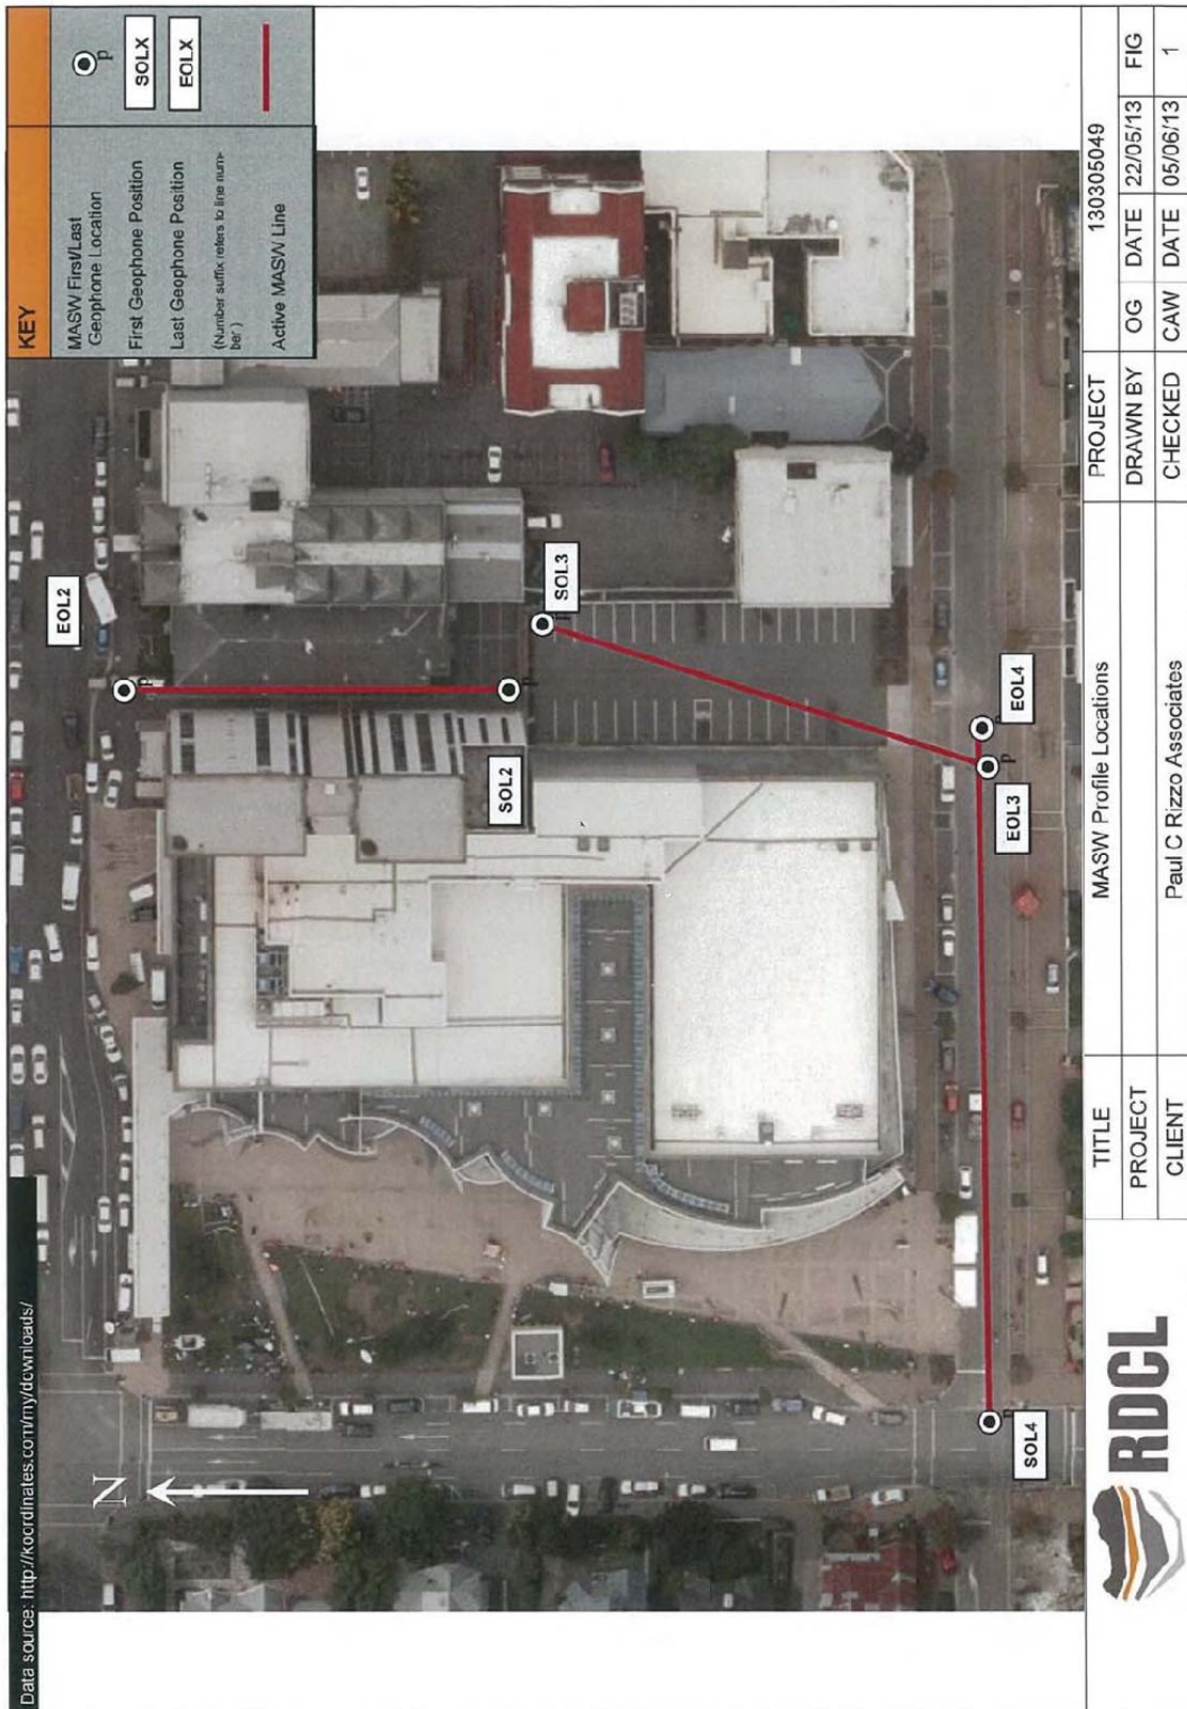 Data source: http://koordinates.com/my/downloads/
KEY
MASW First/Last
Geophone Location
p
First Geophone Position
SOLX
Last Geophone Position
EOLX
(Number suffix refers to line num-
ber )
Active MASW Line
N
EOL2
p
SOL2
p
SOL3
EOL4
EOL3
p
SOL4
RDCL
TITLE
MASW Profile Locations
PROJECT
130305049
PROJECT
DRAWN BY
OG
DATE
22/05/13
FIG
CLIENT
Paul C Rizzo Associates
CHECKED
CAW
DATE
05/06/13
1